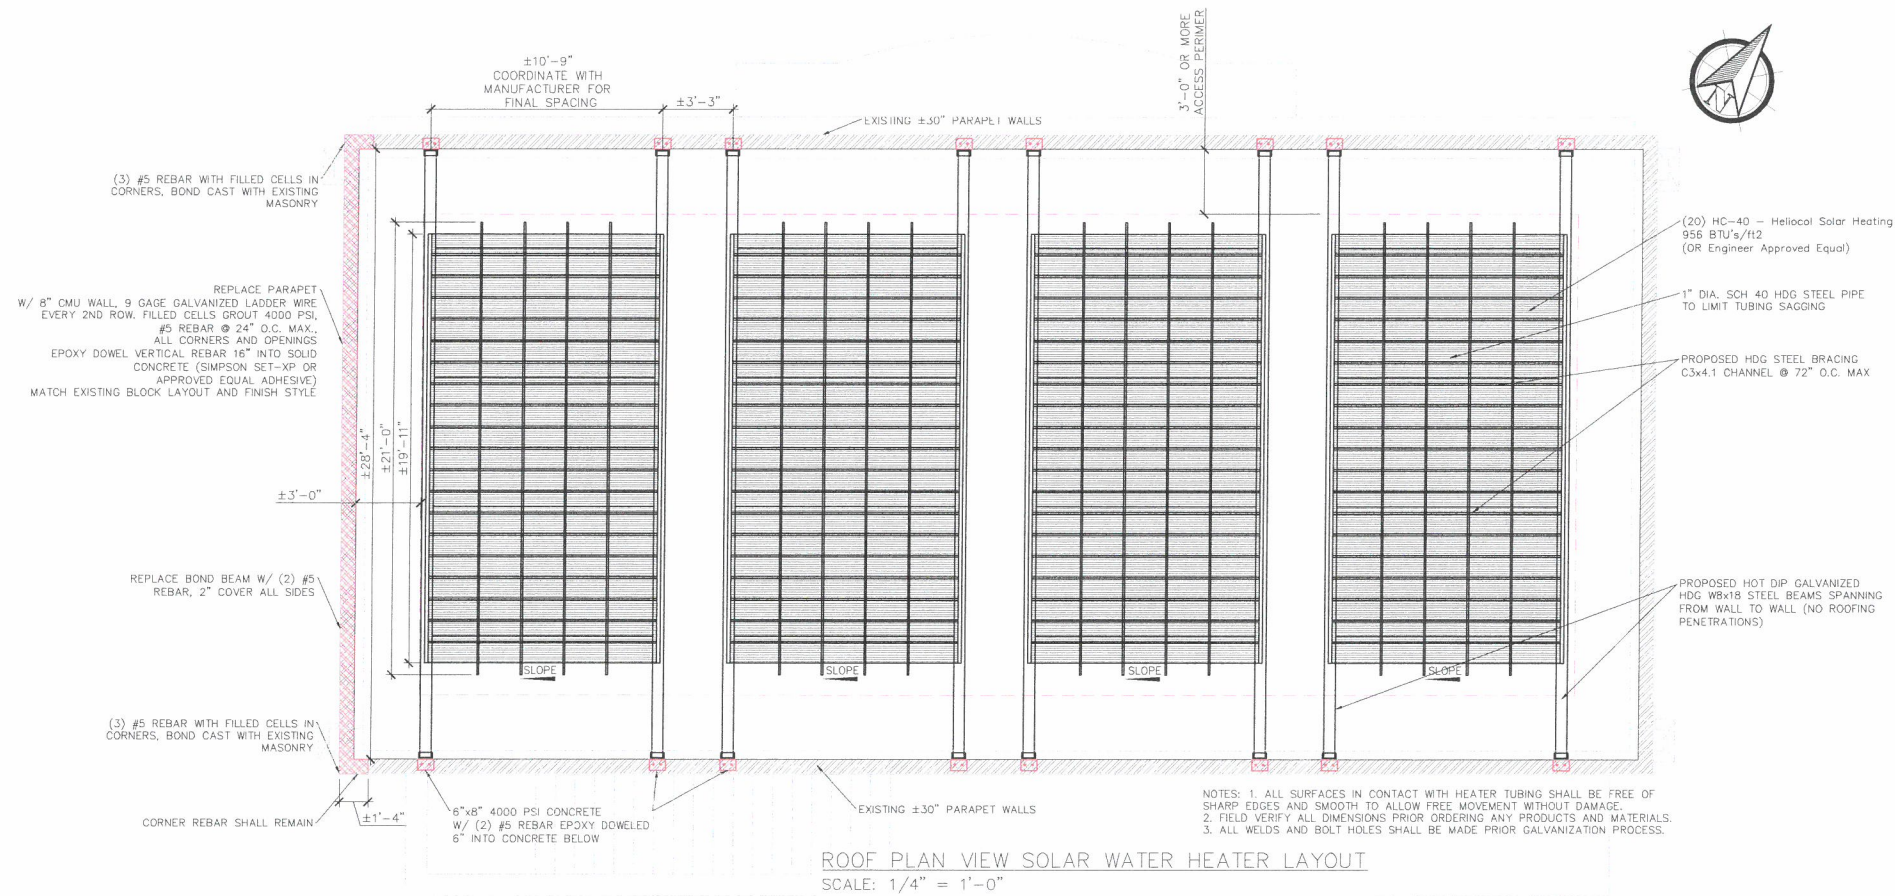 ±10'-9"
COORDINATE WITH
MANUFACTURER FOR
FINAL SPACING
±3'-3"
3'-0" OR MORE
ACCESS PERIMER
N
EXISTING ±30" PARAPET WALLS
(3) #5 REBAR WITH FILLED CELLS IN
CORNERS, BOND CAST WITH EXISTING
MASONRY
REPLACE PARAPET
W/ 8" CMU WALL, 9 GAGE GALVANIZED LADDER WIRE
EVERY 2ND ROW. FILLED CELLS GROUT 4000 PSI,
#5 REBAR @ 24" O.C. MAX.,
ALL CORNERS AND OPENINGS
EPOXY DOWEL VERTICAL REBAR 16" INTO SOLID
CONCRETE (SIMPSON SET-XP OR
APPROVED EQUAL ADHESIVE)
MATCH EXISTING BLOCK LAYOUT AND FINISH STYLE
±28'-4"
±21'-0"
±19'-11"
±3'-0"
REPLACE BOND BEAM W/ (2) #5
REBAR, 2" COVER ALL SIDES
(3) #5 REBAR WITH FILLED CELLS IN
CORNERS, BOND CAST WITH EXISTING
MASONRY
CORNER REBAR SHALL REMAIN
±1'-4"
SLOPE
SLOPE
SLOPE
SLOPE
(20) HC-40 - Heliocol Solar Heating
956 BTU's/ft2
(OR Engineer Approved Equal)
1" DIA. SCH 40 HDG STEEL PIPE
TO LIMIT TUBING SAGGING
PROPOSED HDG STEEL BRACING
C3x4.1 CHANNEL @ 72" O.C. MAX
PROPOSED HOT DIP GALVANIZED
HDG W8x18 STEEL BEAMS SPANNING
FROM WALL TO WALL (NO ROOFING
PENETRATIONS)
6"x8" 4000 PSI CONCRETE
W/ (2) #5 REBAR EPOXY DOWELED
6" INTO CONCRETE BELOW
EXISTING ±30" PARAPET WALLS
NOTES: 1. ALL SURFACES IN CONTACT WITH HEATER TUBING SHALL BE FREE OF
SHARP EDGES AND SMOOTH TO ALLOW FREE MOVEMENT WITHOUT DAMAGE.
2. FIELD VERIFY ALL DIMENSIONS PRIOR ORDERING ANY PRODUCTS AND MATERIALS.
3. ALL WELDS AND BOLT HOLES SHALL BE MADE PRIOR GALVANIZATION PROCESS.
ROOF PLAN VIEW SOLAR WATER HEATER LAYOUT
SCALE: 1/4" = 1'-0"